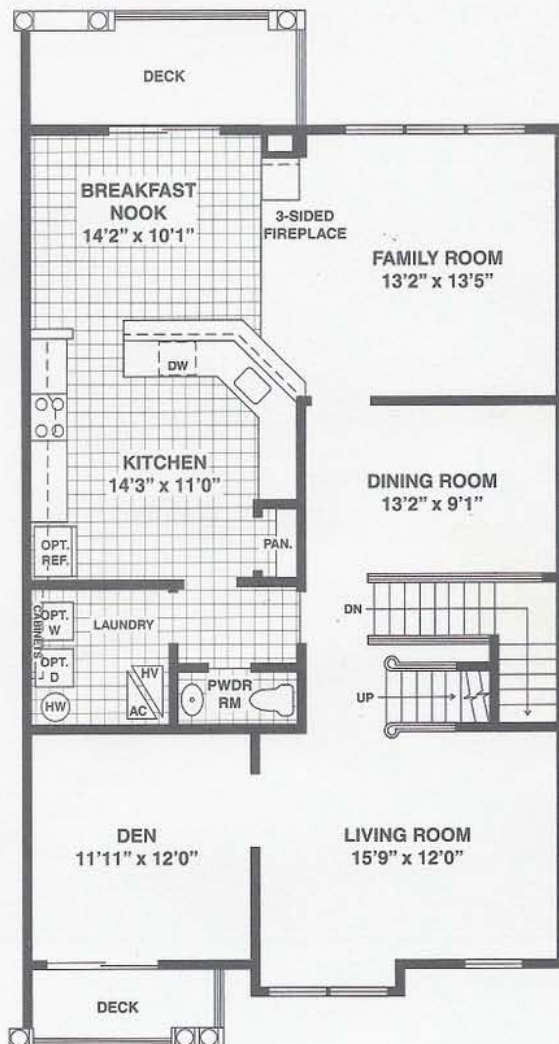 DECK
BREAKFAST
NOOK
14'2" x 10'1"
3-SIDED
FIREPLACE
FAMILY ROOM
13'2" x 13'5"
DW
KITCHEN
14'3" x 11'0"
DINING ROOM
13'2" x 9'1"
OPT.
REF.
PAN.
CABINETS
OPT.
W
LAUNDRY
DN
OPT.
D
HV
AC
HW
PWDR
RM
UP
DEN
11'11" x 12'0"
LIVING ROOM
15'9" x 12'0"
DECK